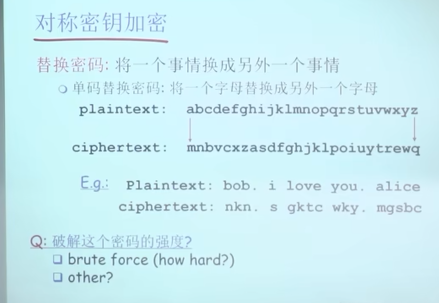 对称密钥加密
替换密码: 将一个事情换成另外一个事情
单码替换密码: 将一个字母替换成另外一个字母
plaintext: abcdefghijklmnopqrstuvwxyz
ciphertext: mnbvcxzasdfghjklpoiuytrewq
E.g.: Plaintext: bob. i love you. alice
ciphertext: nkn. s gktc wky. mgsbc
Q: 破解这个密码的强度?
brute force (how hard?)
other?